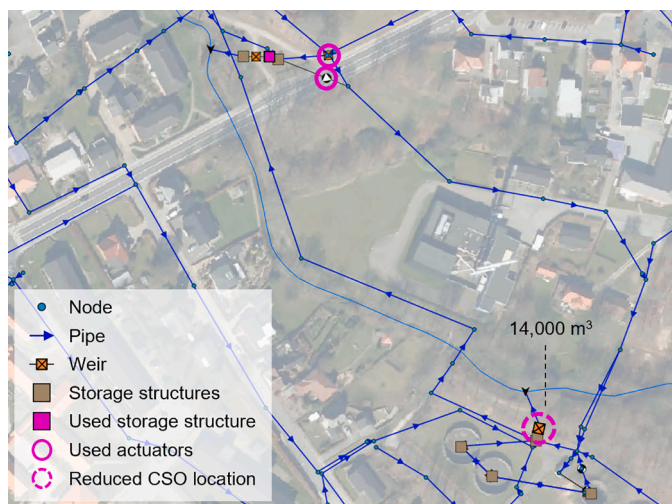 14,000 m³
Node
Pipe
Weir
Storage structures
Used storage structure
Used actuators
Reduced CSO location